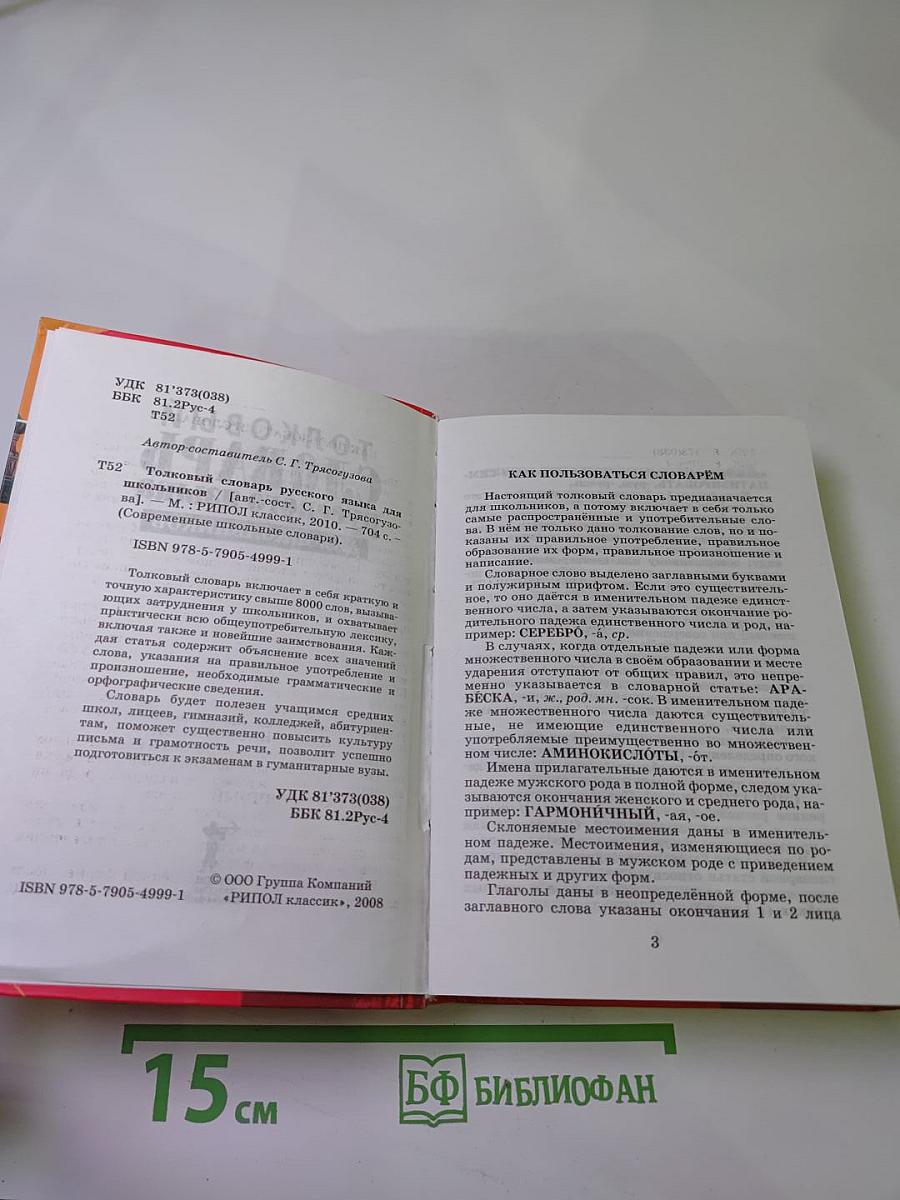 УДК 81'373(038)
ББК 81.2Рус-4
Т52
Автор-составитель С. Г. Трясогузова
Т52 Толковый словарь русского языка для
школьников / [авт.-сост. С. Г. Трясогузо-
ва]. — М. : РИПОЛ классик, 2010. — 704 с. –
(Современные школьные словари).
ISBN 978-5-7905-4999-1
Толковый словарь включает в себя краткую и
точную характеристику свыше 8000 слов, вызыва-
ющих затруднения у школьников, и охватывает
практически всю общеупотребительную лексику,
включая также и новейшие заимствования. Каж-
дая статья содержит объяснение всех значений
слова, указания на правильное употребление и
произношение, необходимые грамматические и
орфографические сведения.
Словарь будет полезен учащимся средних
школ, лицеев, гимназий, колледжей, абитуриен-
там, поможет существенно повысить культуру
письма и грамотность речи, позволит успешно
подготовиться к экзаменам в гуманитарные вузы.
УДК 81'373(038)
ББК 81.2Рус-4
© ООО Группа Компаний
ISBN 978-5-7905-4999-1 «РИПОЛ классик», 2008
КАК ПОЛЬЗОВАТЬСЯ СЛОВАРЁМ
Настоящий толковый словарь предназначается
для школьников, а потому включает в себя только
самые распространённые и употребительные сло-
ва. В нём не только дано толкование слов, но и по-
казаны их правильное употребление, правильное
образование их форм, правильное произношение и
написание.
Словарное слово выделено заглавными буквами
и полужирным шрифтом. Если это существитель-
ное, то оно даётся в именительном падеже единст-
венного числа, а затем указываются окончание ро-
дительного падежа единственного числа и род, на-
пример: СЕРЕБРО́, -а́, ср.
В случаях, когда отдельные падежи или форма
множественного числа в своём образовании и месте
ударения отступают от общих правил, это непре-
менно указывается в словарной статье: АРА-
БЕ́СКА, -и, ж., род. мн. -сок. В именительном паде-
же множественного числа даются существитель-
ные, не имеющие единственного числа или
употребляемые преимущественно во множествен-
ном числе: АМИНОКИСЛО́ТЫ, -о́т.
Имена прилагательные даются в именительном
падеже мужского рода в полной форме, следом ука-
зываются окончания женского и среднего рода, на-
пример: ГАРМОНИ́ЧНЫЙ, -ая, -ое.
Склоняемые местоимения даны в именитель-
ном падеже. Местоимения, изменяющиеся по ро-
дам, представлены в мужском роде с приведением
падежных и других форм.
Глаголы даны в неопределённой форме, после
заглавного слова указаны окончания 1 и 2 лица
3
15 см
БФ БИБЛИОФАН